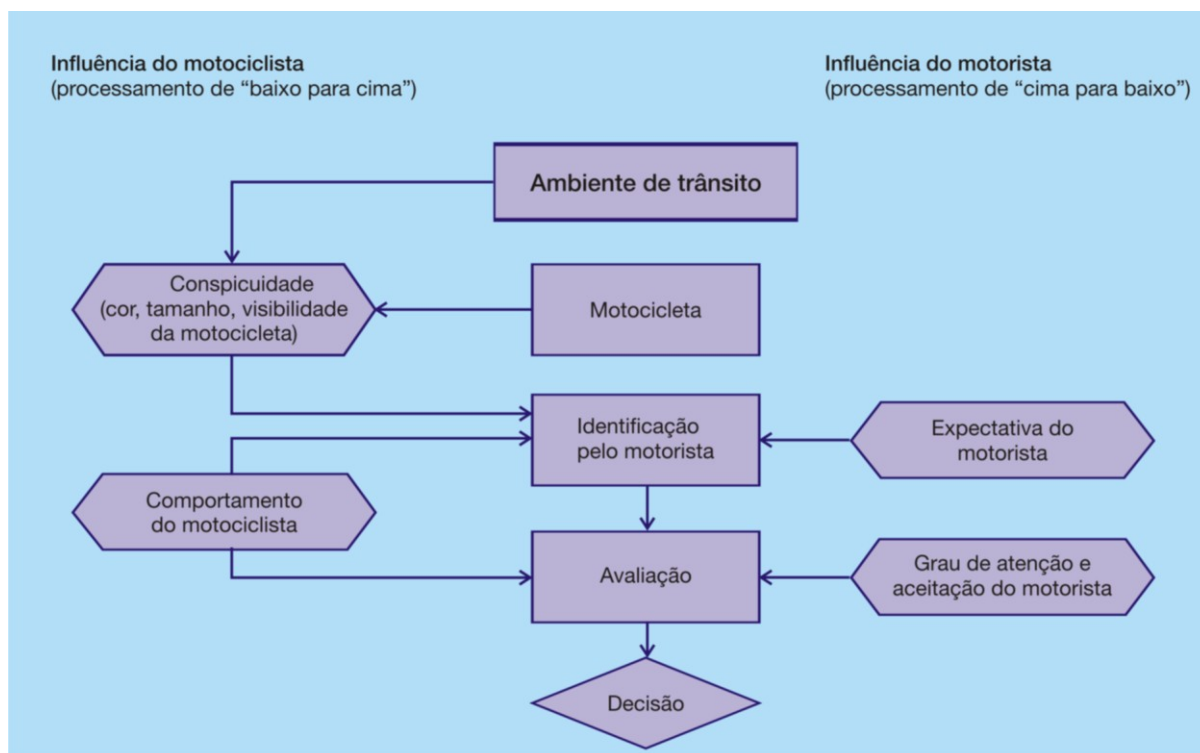 Influência do motociclista
(processamento de “baixo para cima”)
Influência do motorista
(processamento de “cima para baixo”)
Ambiente de trânsito
Conspicuidade
(cor, tamanho, visibilidade
da motocicleta)
Motocicleta
Identificação
pelo motorista
Expectativa do
motorista
Comportamento
do motociclista
Avaliação
Grau de atenção e
aceitação do motorista
Decisão